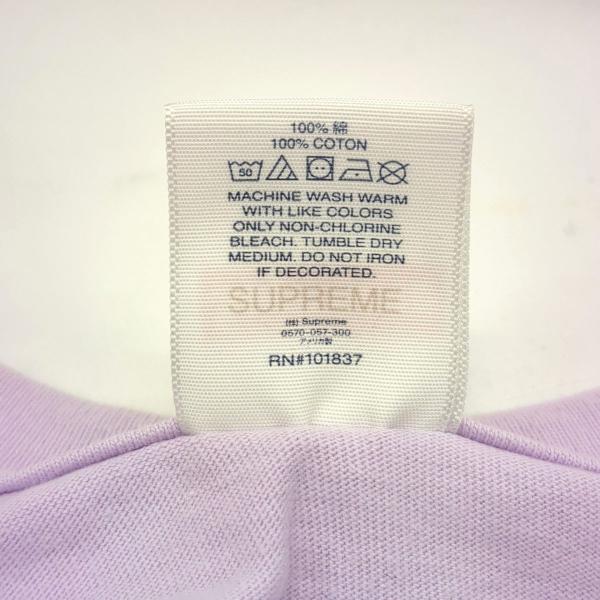 100% 綿
100% COTON
50
MACHINE WASH WARM
WITH LIKE COLORS
ONLY NON-CHLORINE
BLEACH. TUMBLE DRY
MEDIUM. DO NOT IRON
IF DECORATED.
SUPREME
(株) Supreme
0570-057-300
アメリカ製
RN#101837